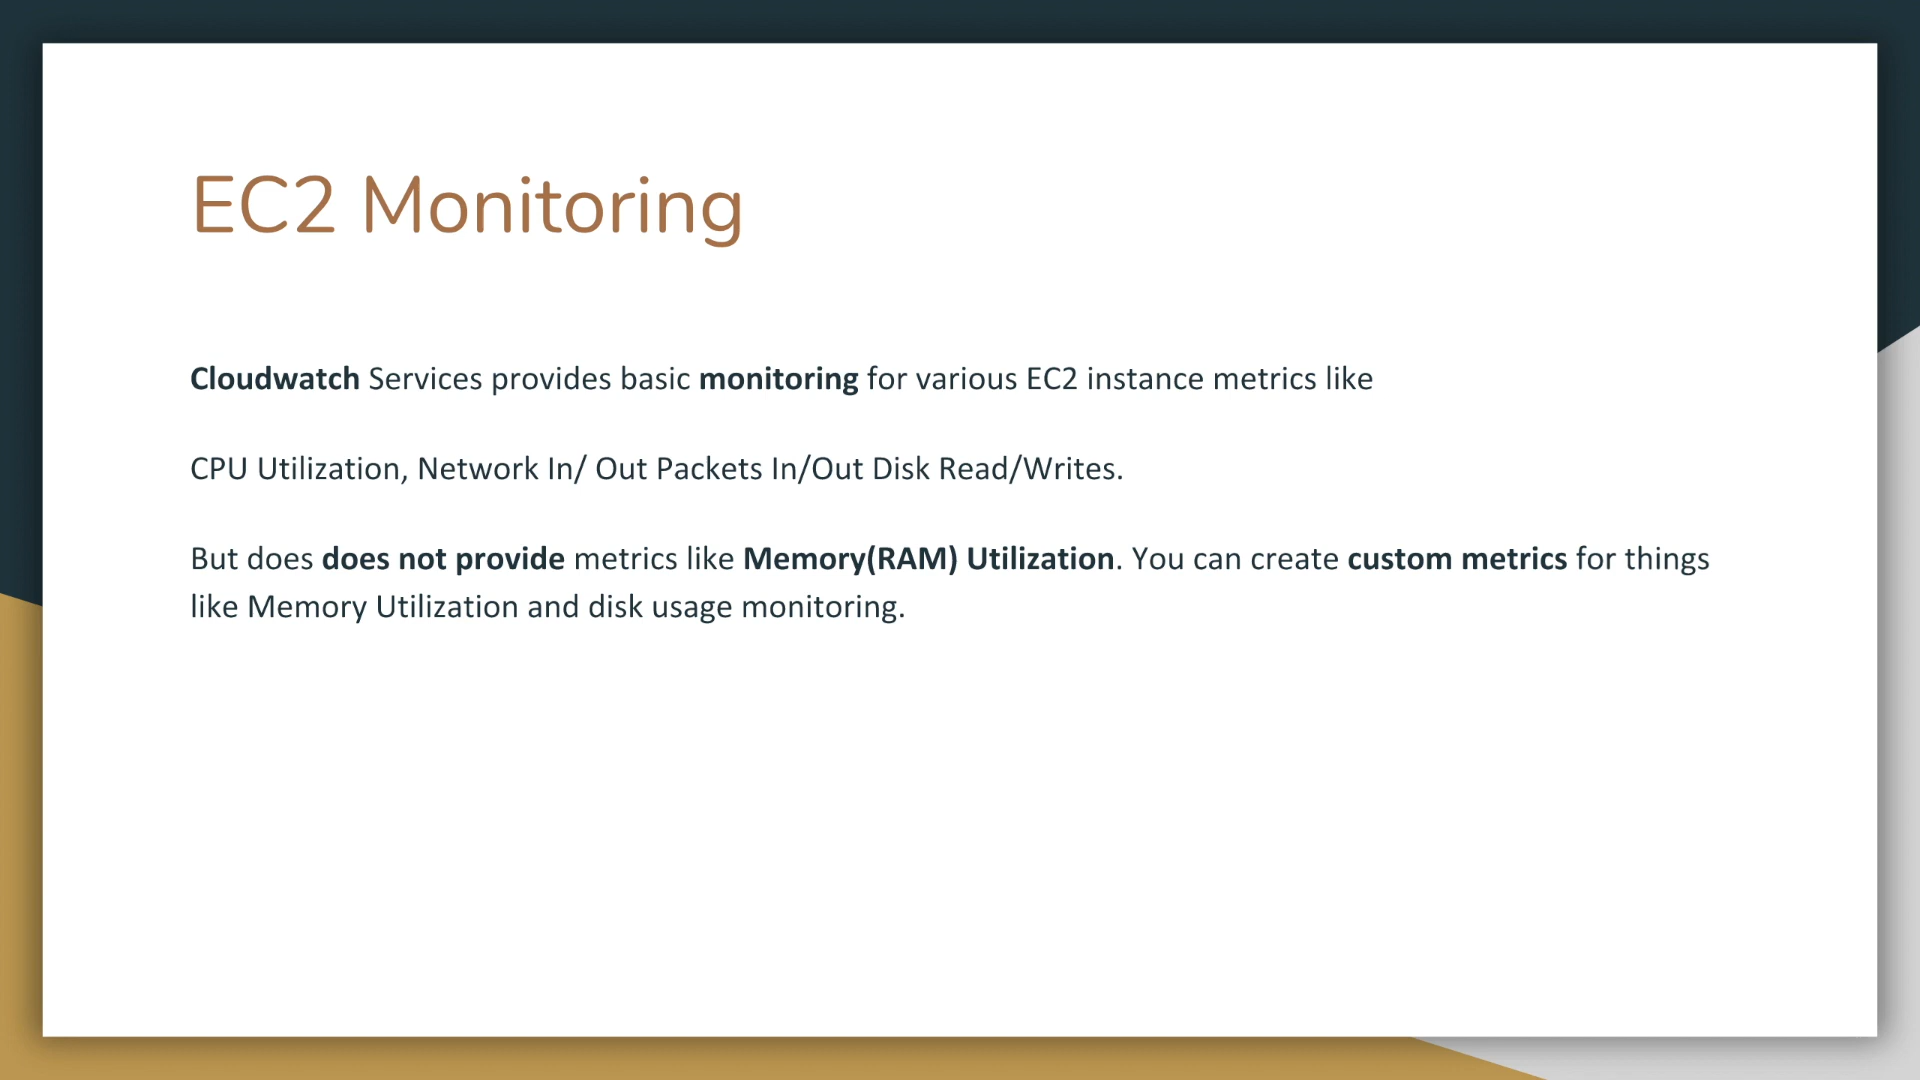 EC2 Monitoring
Cloudwatch Services provides basic monitoring for various EC2 instance metrics like
CPU Utilization, Network In/ Out Packets In/Out Disk Read/Writes.
But does does not provide metrics like Memory(RAM) Utilization. You can create custom metrics for things
like Memory Utilization and disk usage monitoring.